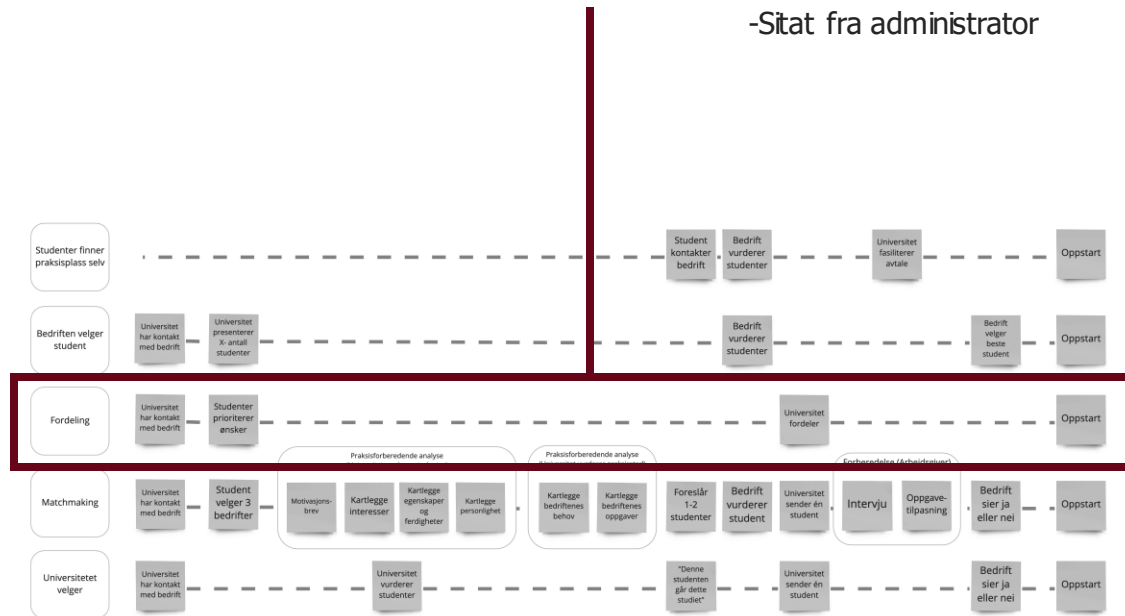 -Sitat fra administrator
Studenter finner
praksisplass selv
Student
kontakter
bedrift
Bedrift
vurderer
studenter
Universitet
fasiliterer
avtale
Oppstart
Bedriften velger
student
Universitet
har kontakt
med bedrift
Universitet
presenterer
X- antall
studenter
Bedrift
vurderer
studenter
Bedrift
velger
beste
student
Oppstart
Fordeling
Universitet
har kontakt
med bedrift
Studenter
prioriterer
ønsker
Universitet
fordeler
Oppstart
Praksisforberedende analyse
Praksisforberedende analyse
Forberedelse (Arbeidsgiver)
Matchmaking
Universitet
har kontakt
med bedrift
Student
velger 3
bedrifter
Motivasjons-
brev
Kartlegge
interesser
Kartlegge
egenskaper
og
ferdigheter
Kartlegge
personlighet
Kartlegge
bedriftenes
behov
Kartlegge
bedriftenes
oppgaver
Foreslår
1-2
studenter
Bedrift
vurderer
student
Universitet
sender én
student
Intervju
Oppgave-
tilpasning
Bedrift
sier ja
eller nei
Oppstart
Universitetet
velger
Universitet
har kontakt
med bedrift
Universitet
vurderer
studenter
"Denne
studenten
går dette
studiet"
Universitet
sender én
student
Bedrift
sier ja
eller nei
Oppstart